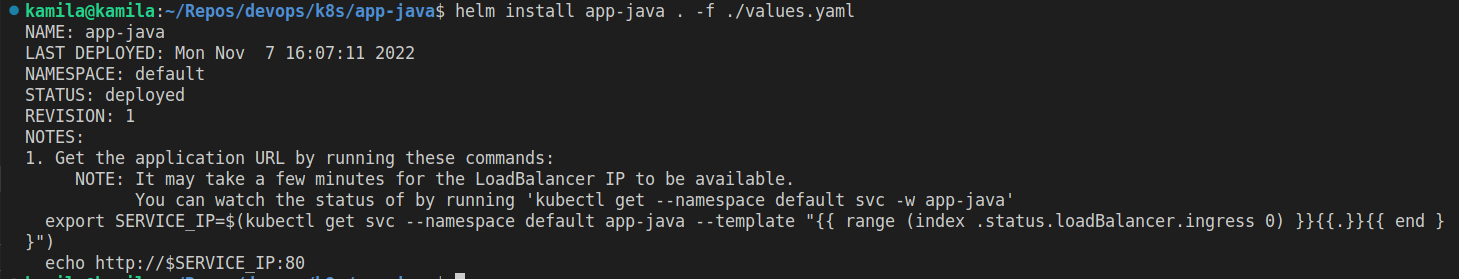 kamila@kamila:~/Repos/devops/k8s/app-java$ helm install app-java . -f ./values.yaml
NAME: app-java
LAST DEPLOYED: Mon Nov  7 16:07:11 2022
NAMESPACE: default
STATUS: deployed
REVISION: 1
NOTES:
1. Get the application URL by running these commands:
     NOTE: It may take a few minutes for the LoadBalancer IP to be available.
           You can watch the status of by running 'kubectl get --namespace default svc -w app-java'
  export SERVICE_IP=$(kubectl get svc --namespace default app-java --template "{{ range (index .status.loadBalancer.ingress 0) }}{{.}}{{ end }
}")
  echo http://$SERVICE_IP:80